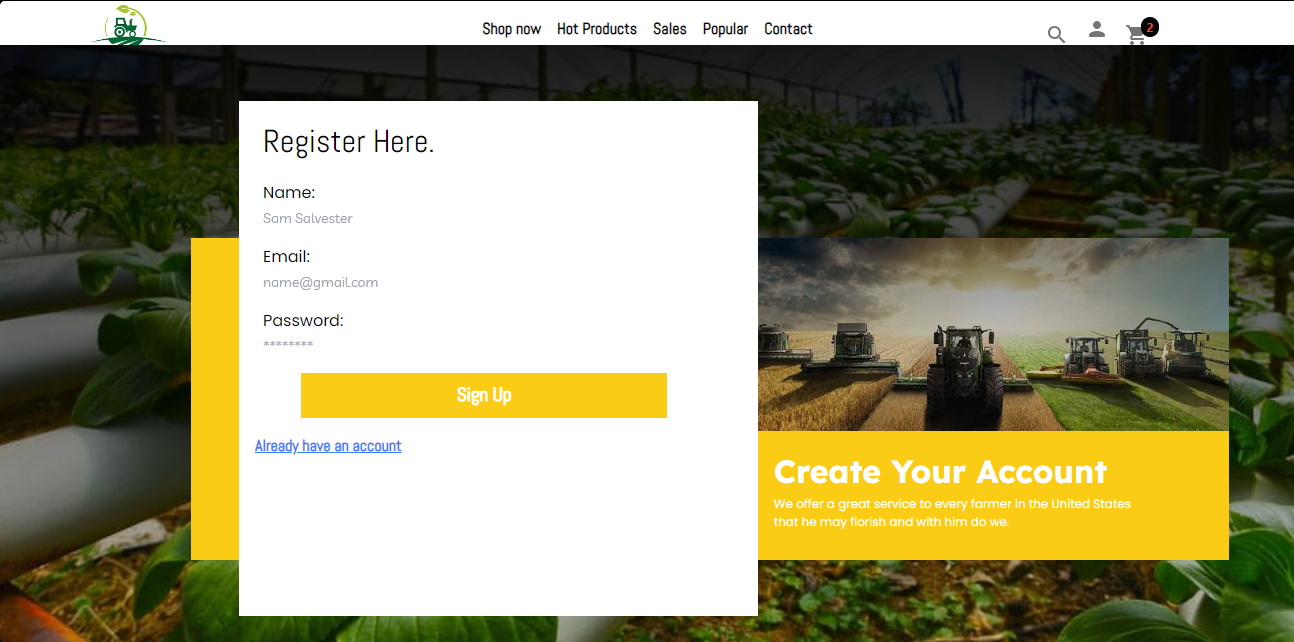 Shop now Hot Products Sales Popular Contact 2
Register Here.
Name:
Sam Salvester
Email:
name@gmail.com
Password:
********
Sign Up
Already have an account
Create Your Account
We offer a great service to every farmer in the United States
that he may florish and with him do we.